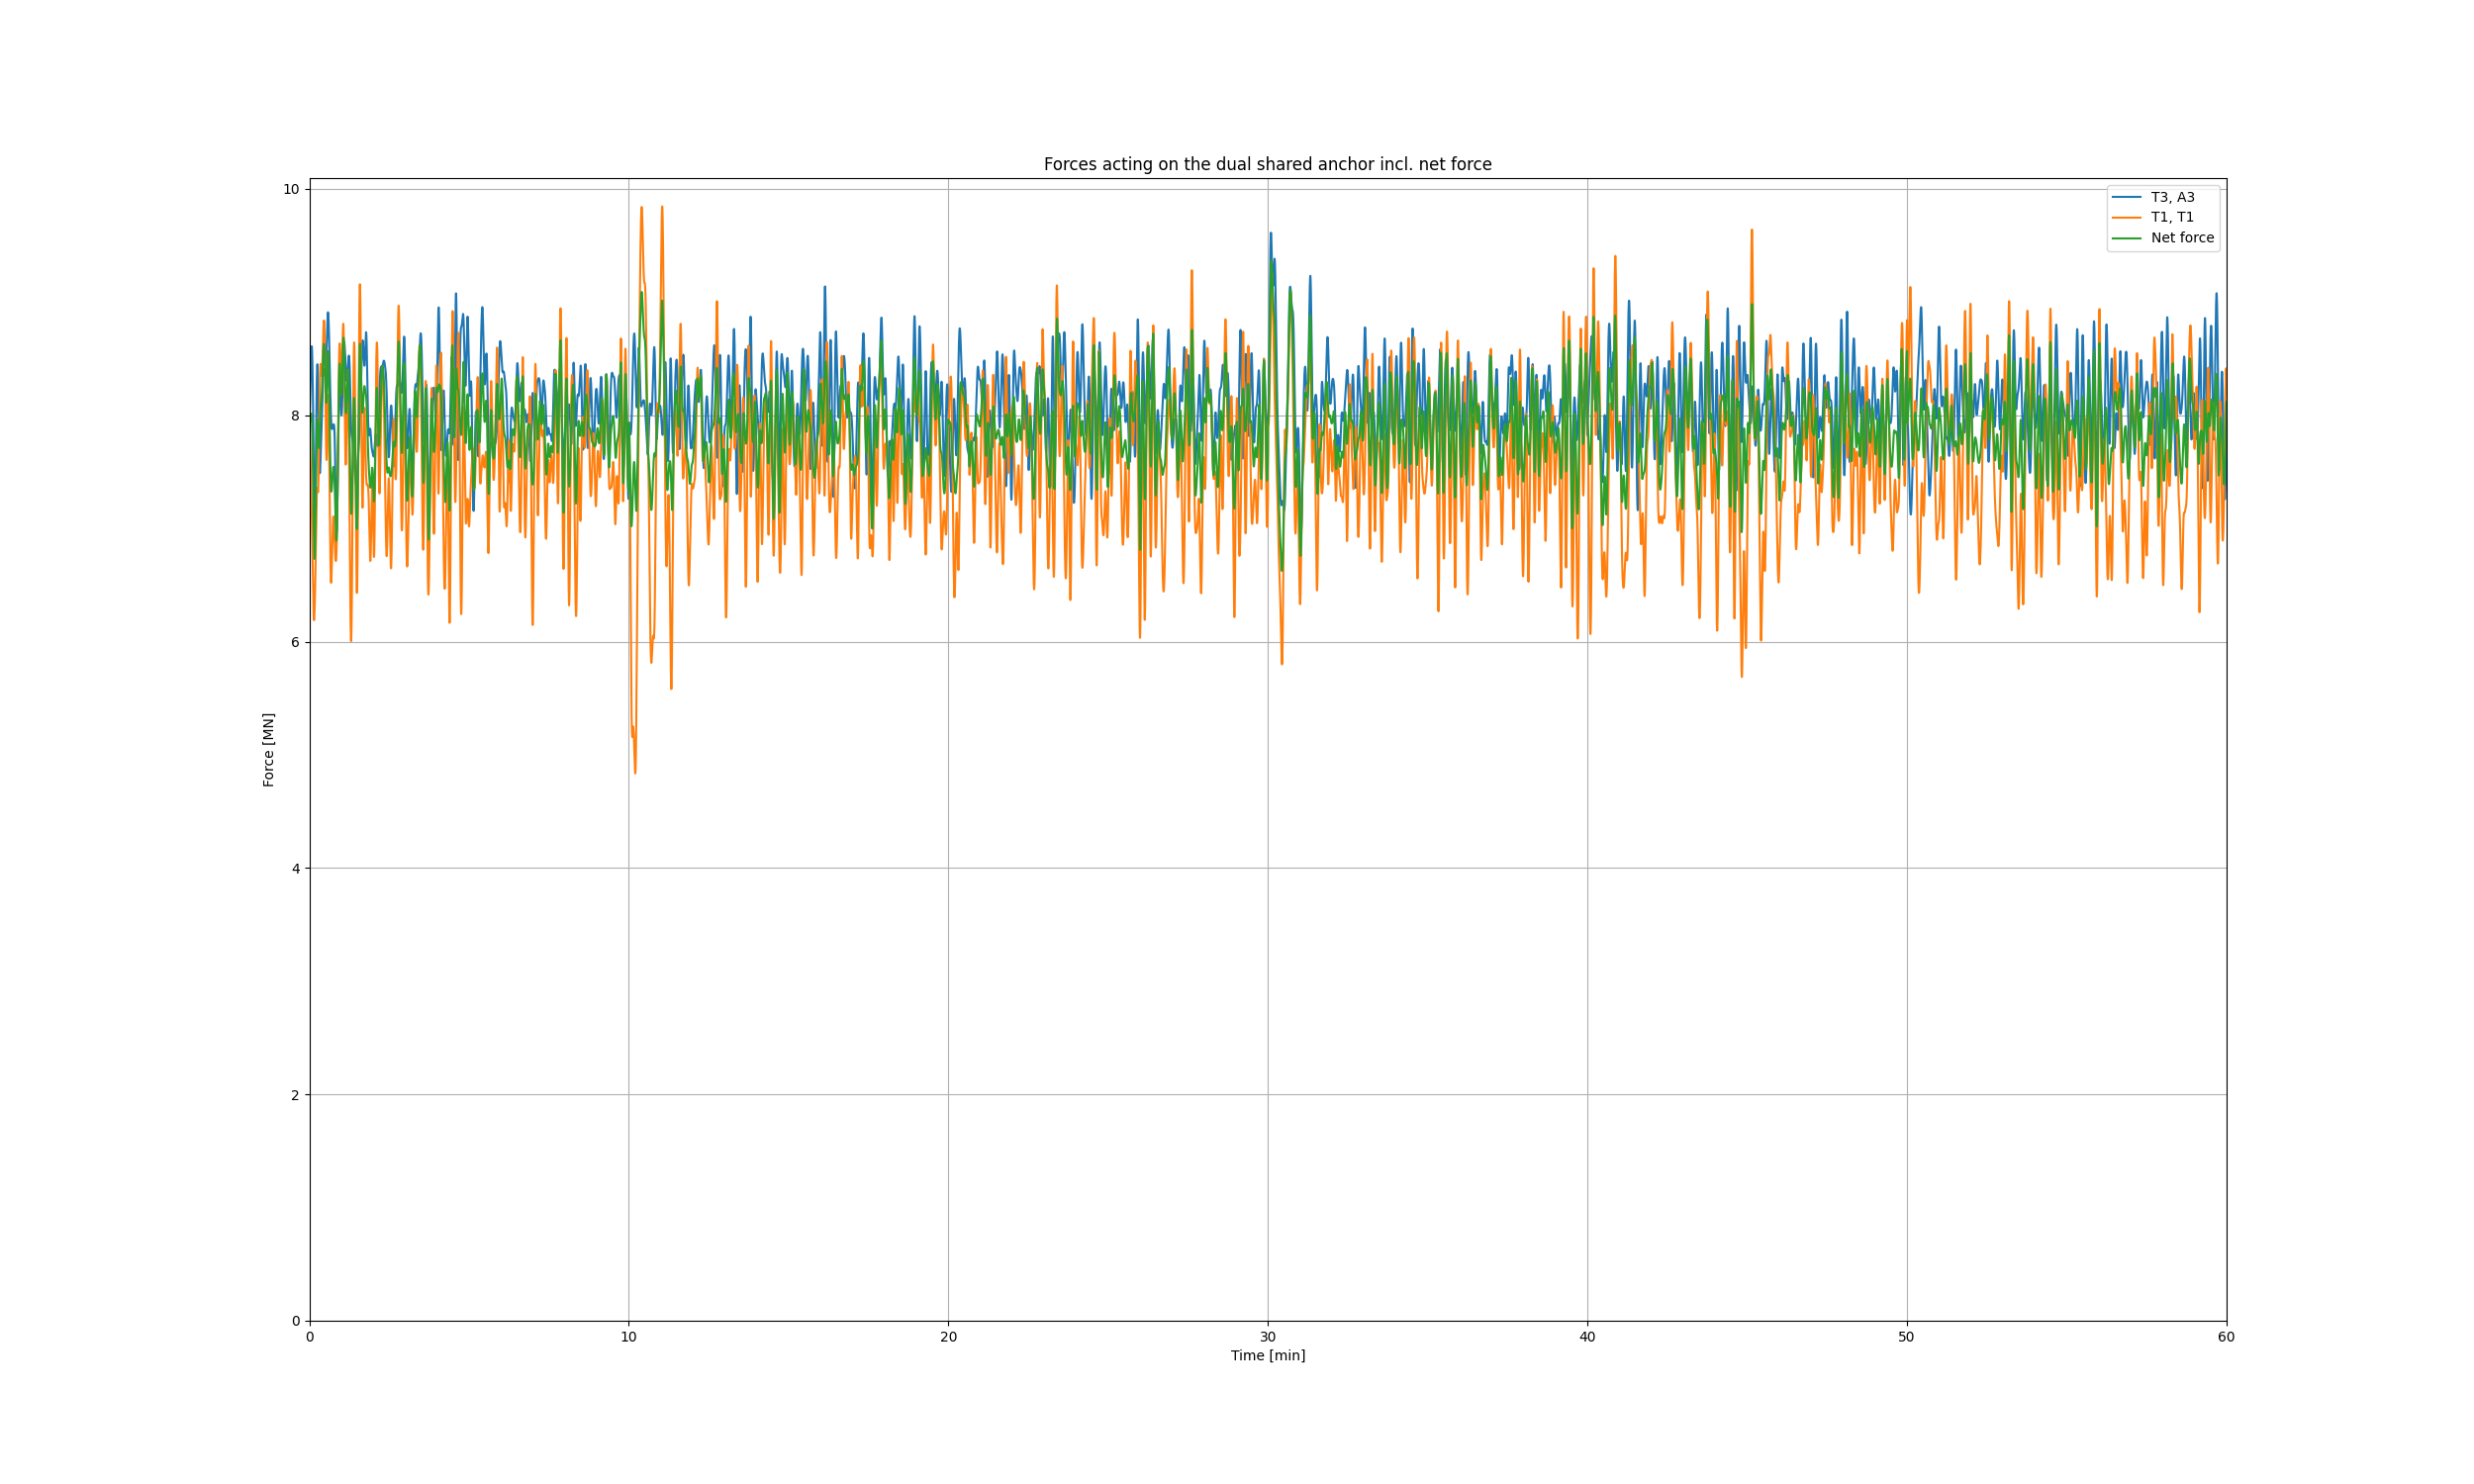 Forces acting on the dual shared anchor incl. net force
T3, A3
T1, T1
Net force
Force [MN]
10
8
6
4
2
0
0 10 20 30 40 50 60
Time [min]